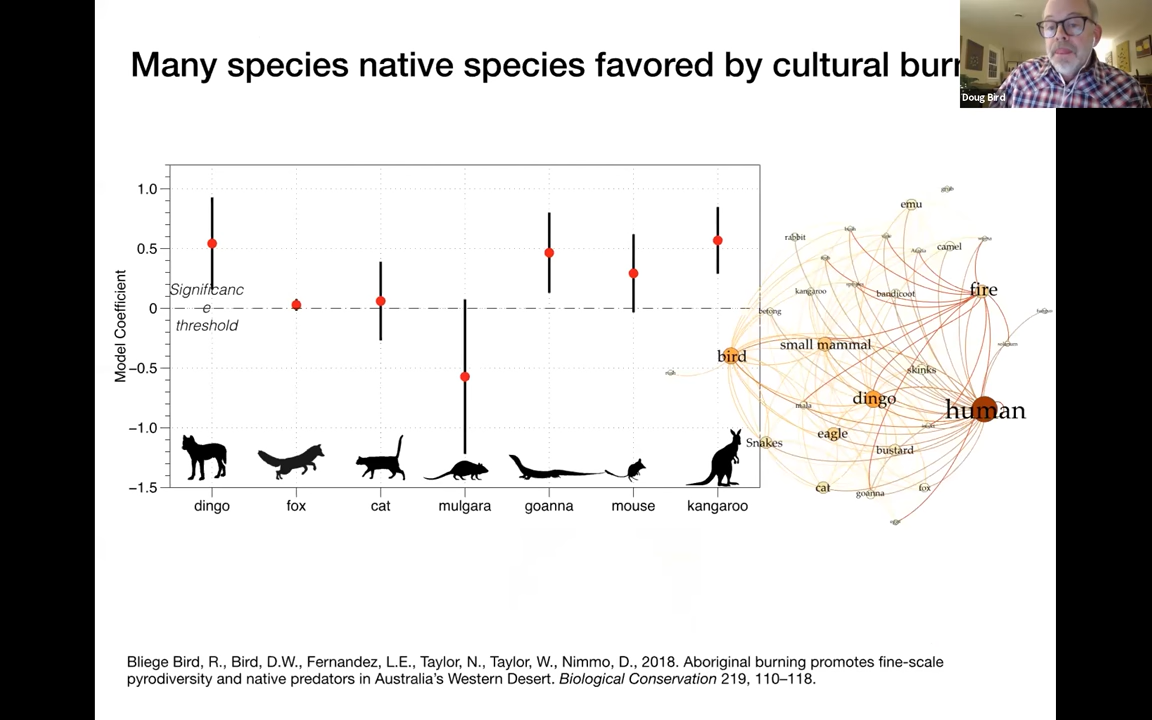 Many species native species favored by cultural burn
Doug Bird
1.0
0.5
0
−0.5
−1.0
−1.5
Model Coefficient
Significanc
e
threshold
dingo
fox
cat
mulgara
goanna
mouse
kangaroo
emu
rabbit
camel
fire
kangaroo
bandicoot
betong
small mammal
bird
skinks
dingo
mala
human
eagle
Snakes
bustard
cat
goanna
fox
Bliege Bird, R., Bird, D.W., Fernandez, L.E., Taylor, N., Taylor, W., Nimmo, D., 2018. Aboriginal burning promotes fine-scale
pyrodiversity and native predators in Australia’s Western Desert. Biological Conservation 219, 110–118.